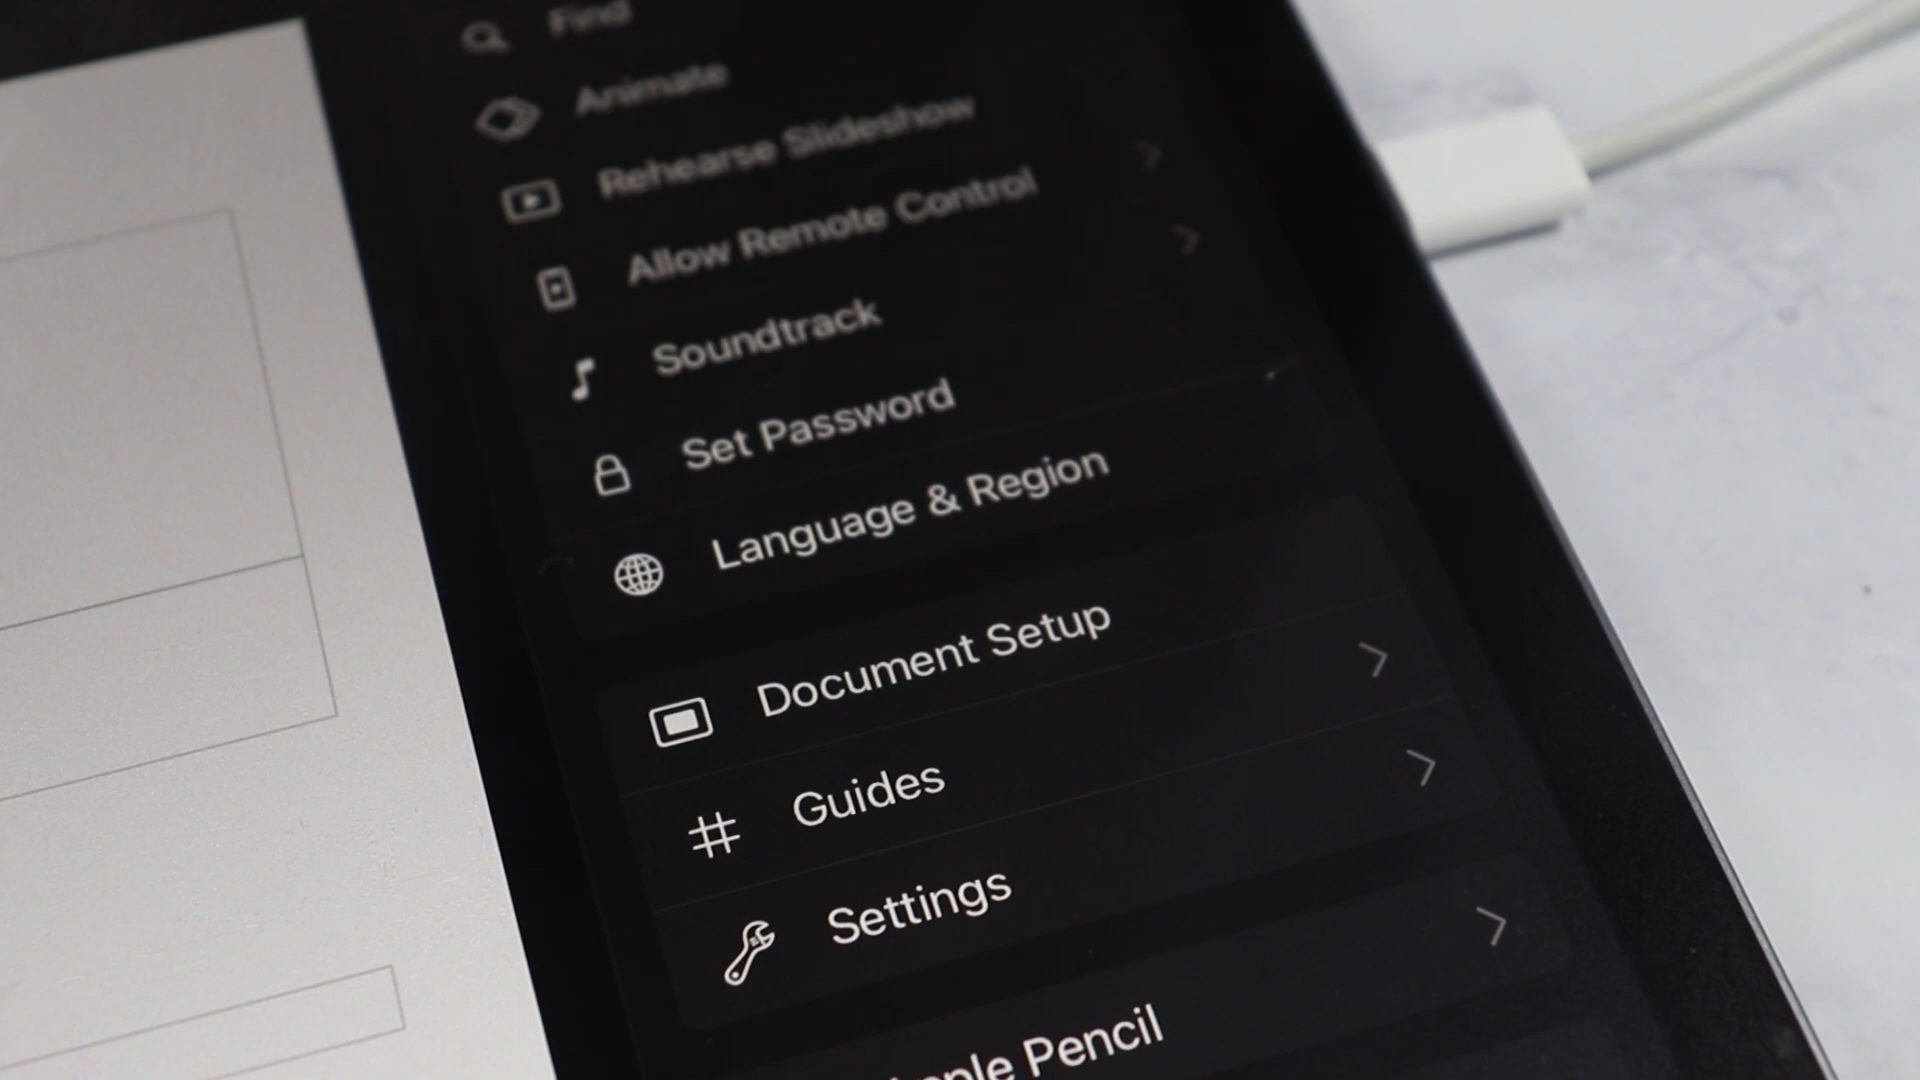 Find
Animate
Rehearse Slideshow
Allow Remote Control
Soundtrack
Set Password
Language & Region
Document Setup
Guides
Settings
Pencil